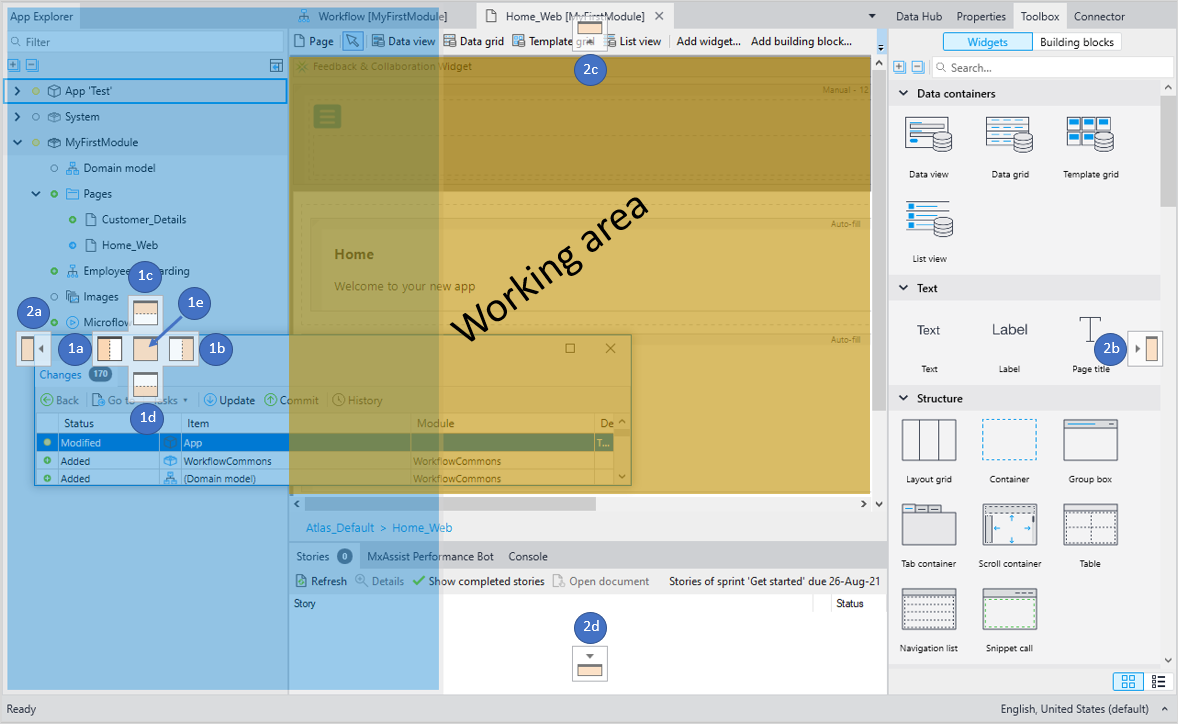 App Explorer
Workflow [MyFirstModule]
Home_Web [MyFirstModule]
Data Hub
Properties
Toolbox
Connector
Filter
Page
Data view
Data grid
Template grid
List view
Add widget...
Add building block...
2c
Widgets
Building blocks
Search...
Feedback & Collaboration Widget
Manual - 12
App 'Test'
System
MyFirstModule
Domain model
Pages
Customer_Details
Home_Web
Images
Working area
Auto-fill
Home
Welcome to your new app
Auto-fill
1c
1e
2a
1a
1b
1d
Changes 170
Back
Update
Commit
History
Status
Item
Module
De
Modified
App
T...
Added
WorkflowCommons
WorkflowCommons
Added
(Domain model)
WorkflowCommons
Atlas_Default > Home_Web
Stories 0
MxAssist Performance Bot
Console
Refresh
Details
Show completed stories
Open document
Stories of sprint 'Get started' due 26-Aug-21
Story
Status
2d
Data containers
Data view
Data grid
Template grid
List view
Text
Text
Label
2b
Text
Label
Page title
Structure
Layout grid
Container
Group box
Tab container
Scroll container
Table
Navigation list
Snippet call
Ready
English, United States (default)